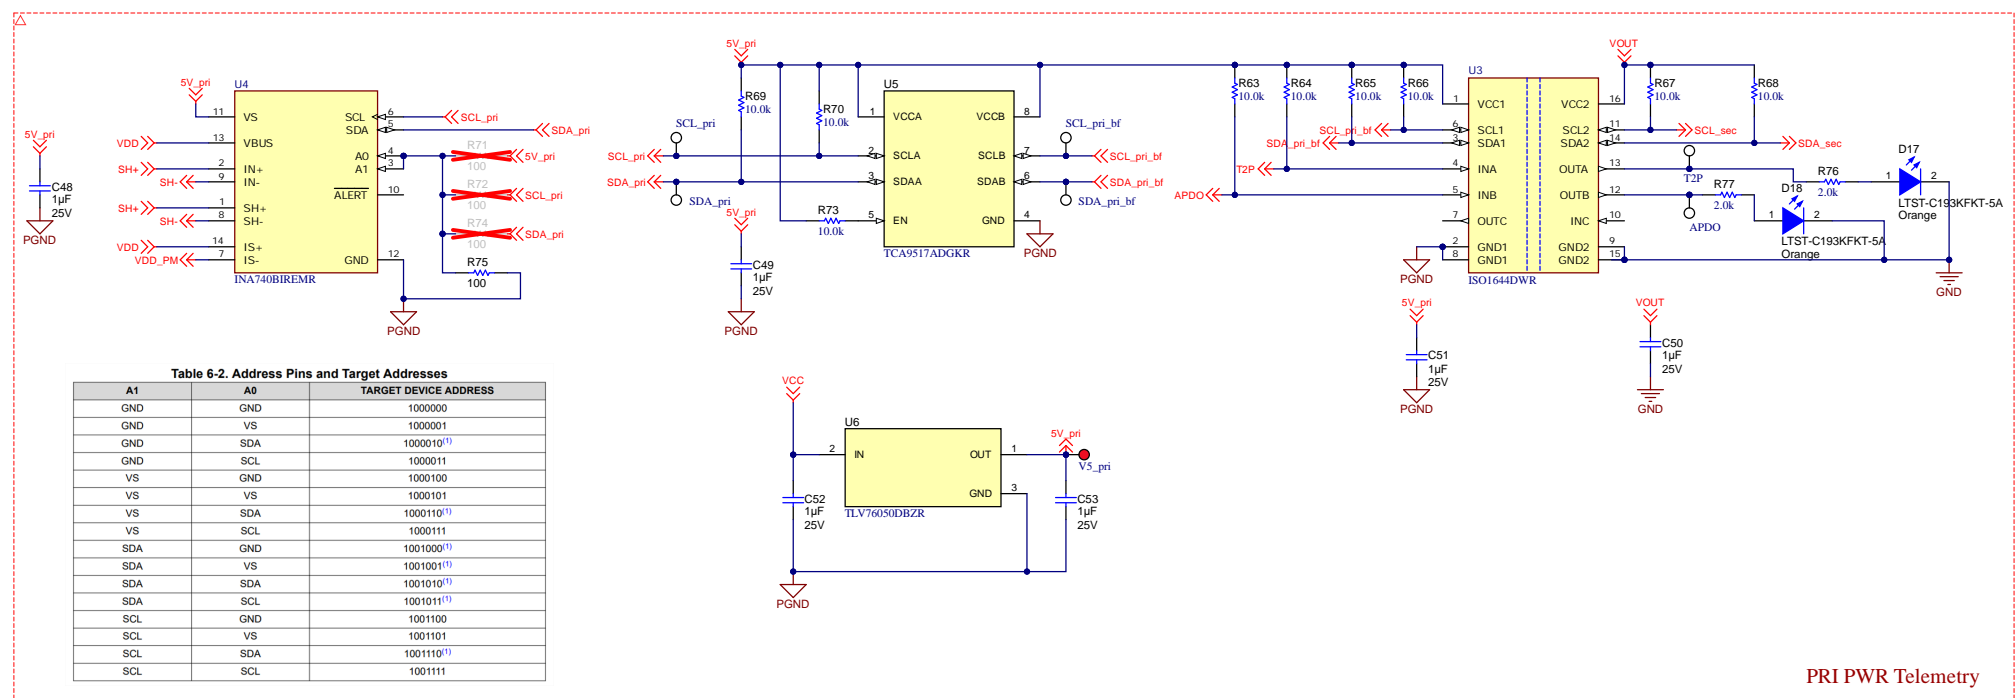 5V_pri
C48
1µF
25V
PGND
5V_pri
U4
11 VS
VDD 13 VBUS
SH+ 2 IN+
SH- 9 IN-
SH+ 1 SH+
SH- 8 SH-
VDD 14 IS+
VDD_PM 7 IS-
SCL 6 SCL_pri
SDA 5 SDA_pri
A0 4
A1 3
ALERT 10
GND 12
INA740BIREMR
R71
100
5V_pri
R72
100
SCL_pri
R74
100
SDA_pri
R75
100
PGND
5V_pri
R69
10.0k
R70
10.0k
SCL_pri
SCL_pri
SDA_pri
SDA_pri
R73
10.0k
U5
1 VCCA
2 SCLA
3 SDAA
5 EN
VCCB 8
SCLB 7
SDAB 6
GND 4
TCA9517ADGKR
SCL_pri_bf
SCL_pri_bf
SDA_pri_bf
SDA_pri_bf
PGND
5V_pri
C49
1µF
25V
PGND
R63
10.0k
R64
10.0k
R65
10.0k
R66
10.0k
SCL_pri_bf
SDA_pri_bf
T2P
APDO
U3
1 VCC1
6 SCL1
3 SDA1
4 INA
5 INB
7 OUTC
2 GND1
8 GND1
VCC2 16
SCL2 11
SDA2 14
OUTA 13
OUTB 12
INC 10
GND2 9
GND2 15
ISO1644DWR
PGND
VOUT
R67
10.0k
R68
10.0k
SCL_sec
SDA_sec
T2P
APDO
R76
2.0k
R77
2.0k
D17
1 2
LTST-C193KFKT-5A
Orange
D18
1 2
LTST-C193KFKT-5A
Orange
GND
5V_pri
C51
1µF
25V
PGND
VOUT
C50
1µF
25V
GND
VCC
C52
1µF
25V
PGND
U6
2 IN
OUT 1
GND 3
TLV76050DBZR
5V_pri
V5_pri
C53
1µF
25V
Table 6-2. Address Pins and Target Addresses
A1 A0 TARGET DEVICE ADDRESS
GND GND 1000000
GND VS 1000001
GND SDA 1000010(1)
GND SCL 1000011
VS GND 1000100
VS VS 1000101
VS SDA 1000110(1)
VS SCL 1000111
SDA GND 1001000(1)
SDA VS 1001001(1)
SDA SDA 1001010(1)
SDA SCL 1001011(1)
SCL GND 1001100
SCL VS 1001101
SCL SDA 1001110(1)
SCL SCL 1001111
PRI PWR Telemetry